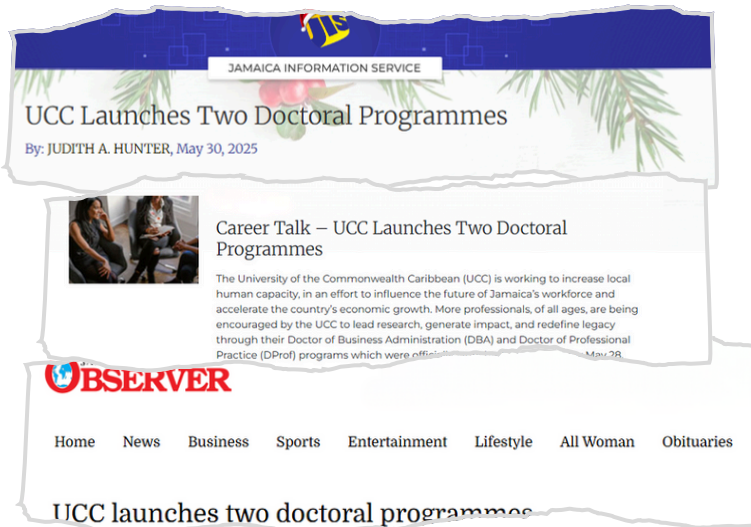 JAMAICA INFORMATION SERVICE
UCC Launches Two Doctoral Programmes
By: JUDITH A. HUNTER, May 30, 2025
Career Talk – UCC Launches Two Doctoral
Programmes
The University of the Commonwealth Caribbean (UCC) is working to increase local
human capacity, in an effort to influence the future of Jamaica's workforce and
accelerate the country's economic growth. More professionals, of all ages, are being
encouraged by the UCC to lead research, generate impact, and redefine legacy
through their Doctor of Business Administration (DBA) and Doctor of Professional
Practice (DProf) programs which were May 28,
OBSERVER
Home News Business Sports Entertainment Lifestyle All Woman Obituaries
UCC launches two doctoral programmes